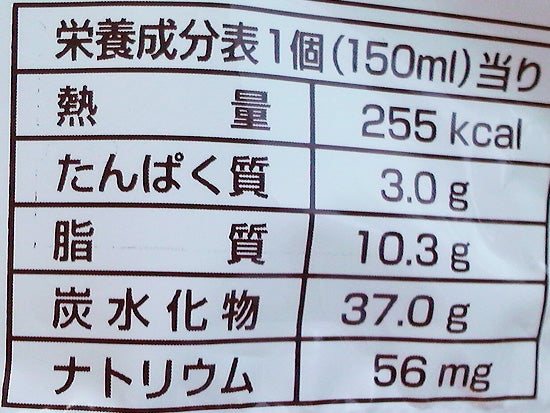 栄養成分表1個(150ml)当り
熱量 255 kcal
たんぱく質 3.0 g
脂質 10.3 g
炭水化物 37.0 g
ナトリウム 56 mg